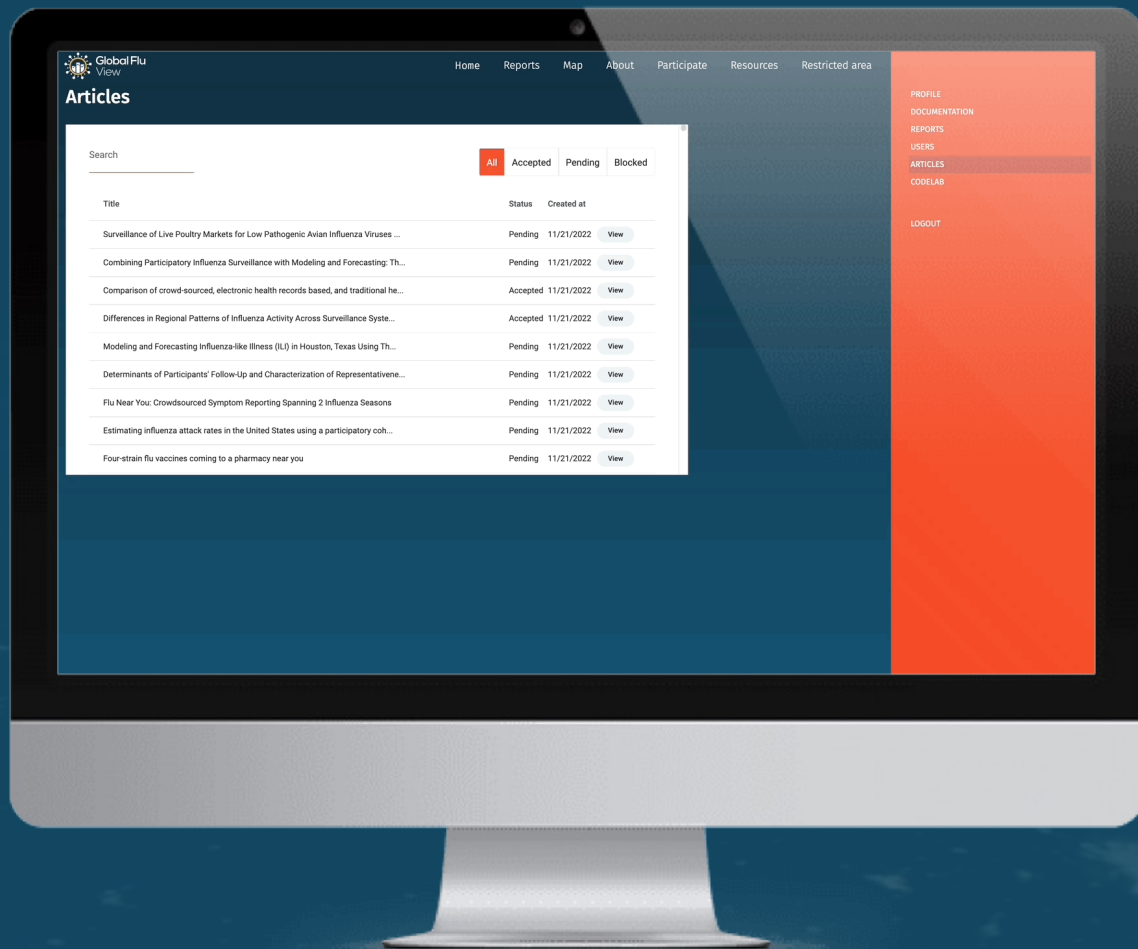 Global Flu
View
Home Reports Map About Participate Resources Restricted area
Articles
Search
All Accepted Pending Blocked
Title Status Created at
Surveillance of Live Poultry Markets for Low Pathogenic Avian Influenza Viruses ... Pending 11/21/2022 View
Combining Participatory Influenza Surveillance with Modeling and Forecasting: Th... Pending 11/21/2022 View
Comparison of crowd-sourced, electronic health records based, and traditional he... Accepted 11/21/2022 View
Differences in Regional Patterns of Influenza Activity Across Surveillance Syste... Accepted 11/21/2022 View
Modeling and Forecasting Influenza-like Illness (ILI) in Houston, Texas Using Th... Pending 11/21/2022 View
Determinants of Participants' Follow-Up and Characterization of Representativene... Pending 11/21/2022 View
Flu Near You: Crowdsourced Symptom Reporting Spanning 2 Influenza Seasons Pending 11/21/2022 View
Estimating influenza attack rates in the United States using a participatory coh... Pending 11/21/2022 View
Four-strain flu vaccines coming to a pharmacy near you Pending 11/21/2022 View
PROFILE
DOCUMENTATION
REPORTS
USERS
ARTICLES
CODELAB
LOGOUT